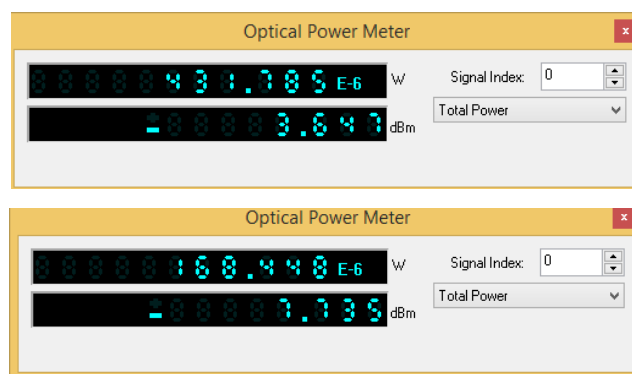 Optical Power Meter
x
431.785 E-6 W Signal Index: 0
- 3.647 dBm Total Power
Optical Power Meter
x
168.448 E-6 W Signal Index: 0
- 7.735 dBm Total Power